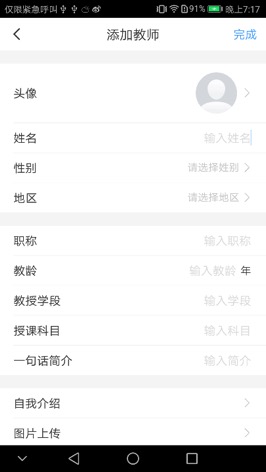 仅限紧急呼叫 91% 晚上7:17
添加教师 完成
头像
姓名 输入姓名
性别 请选择性别
地区 请选择地区
职称 输入职称
教龄 输入教龄 年
教授学段 输入学段
授课科目 输入科目
一句话简介 输入简介
自我介绍
图片上传